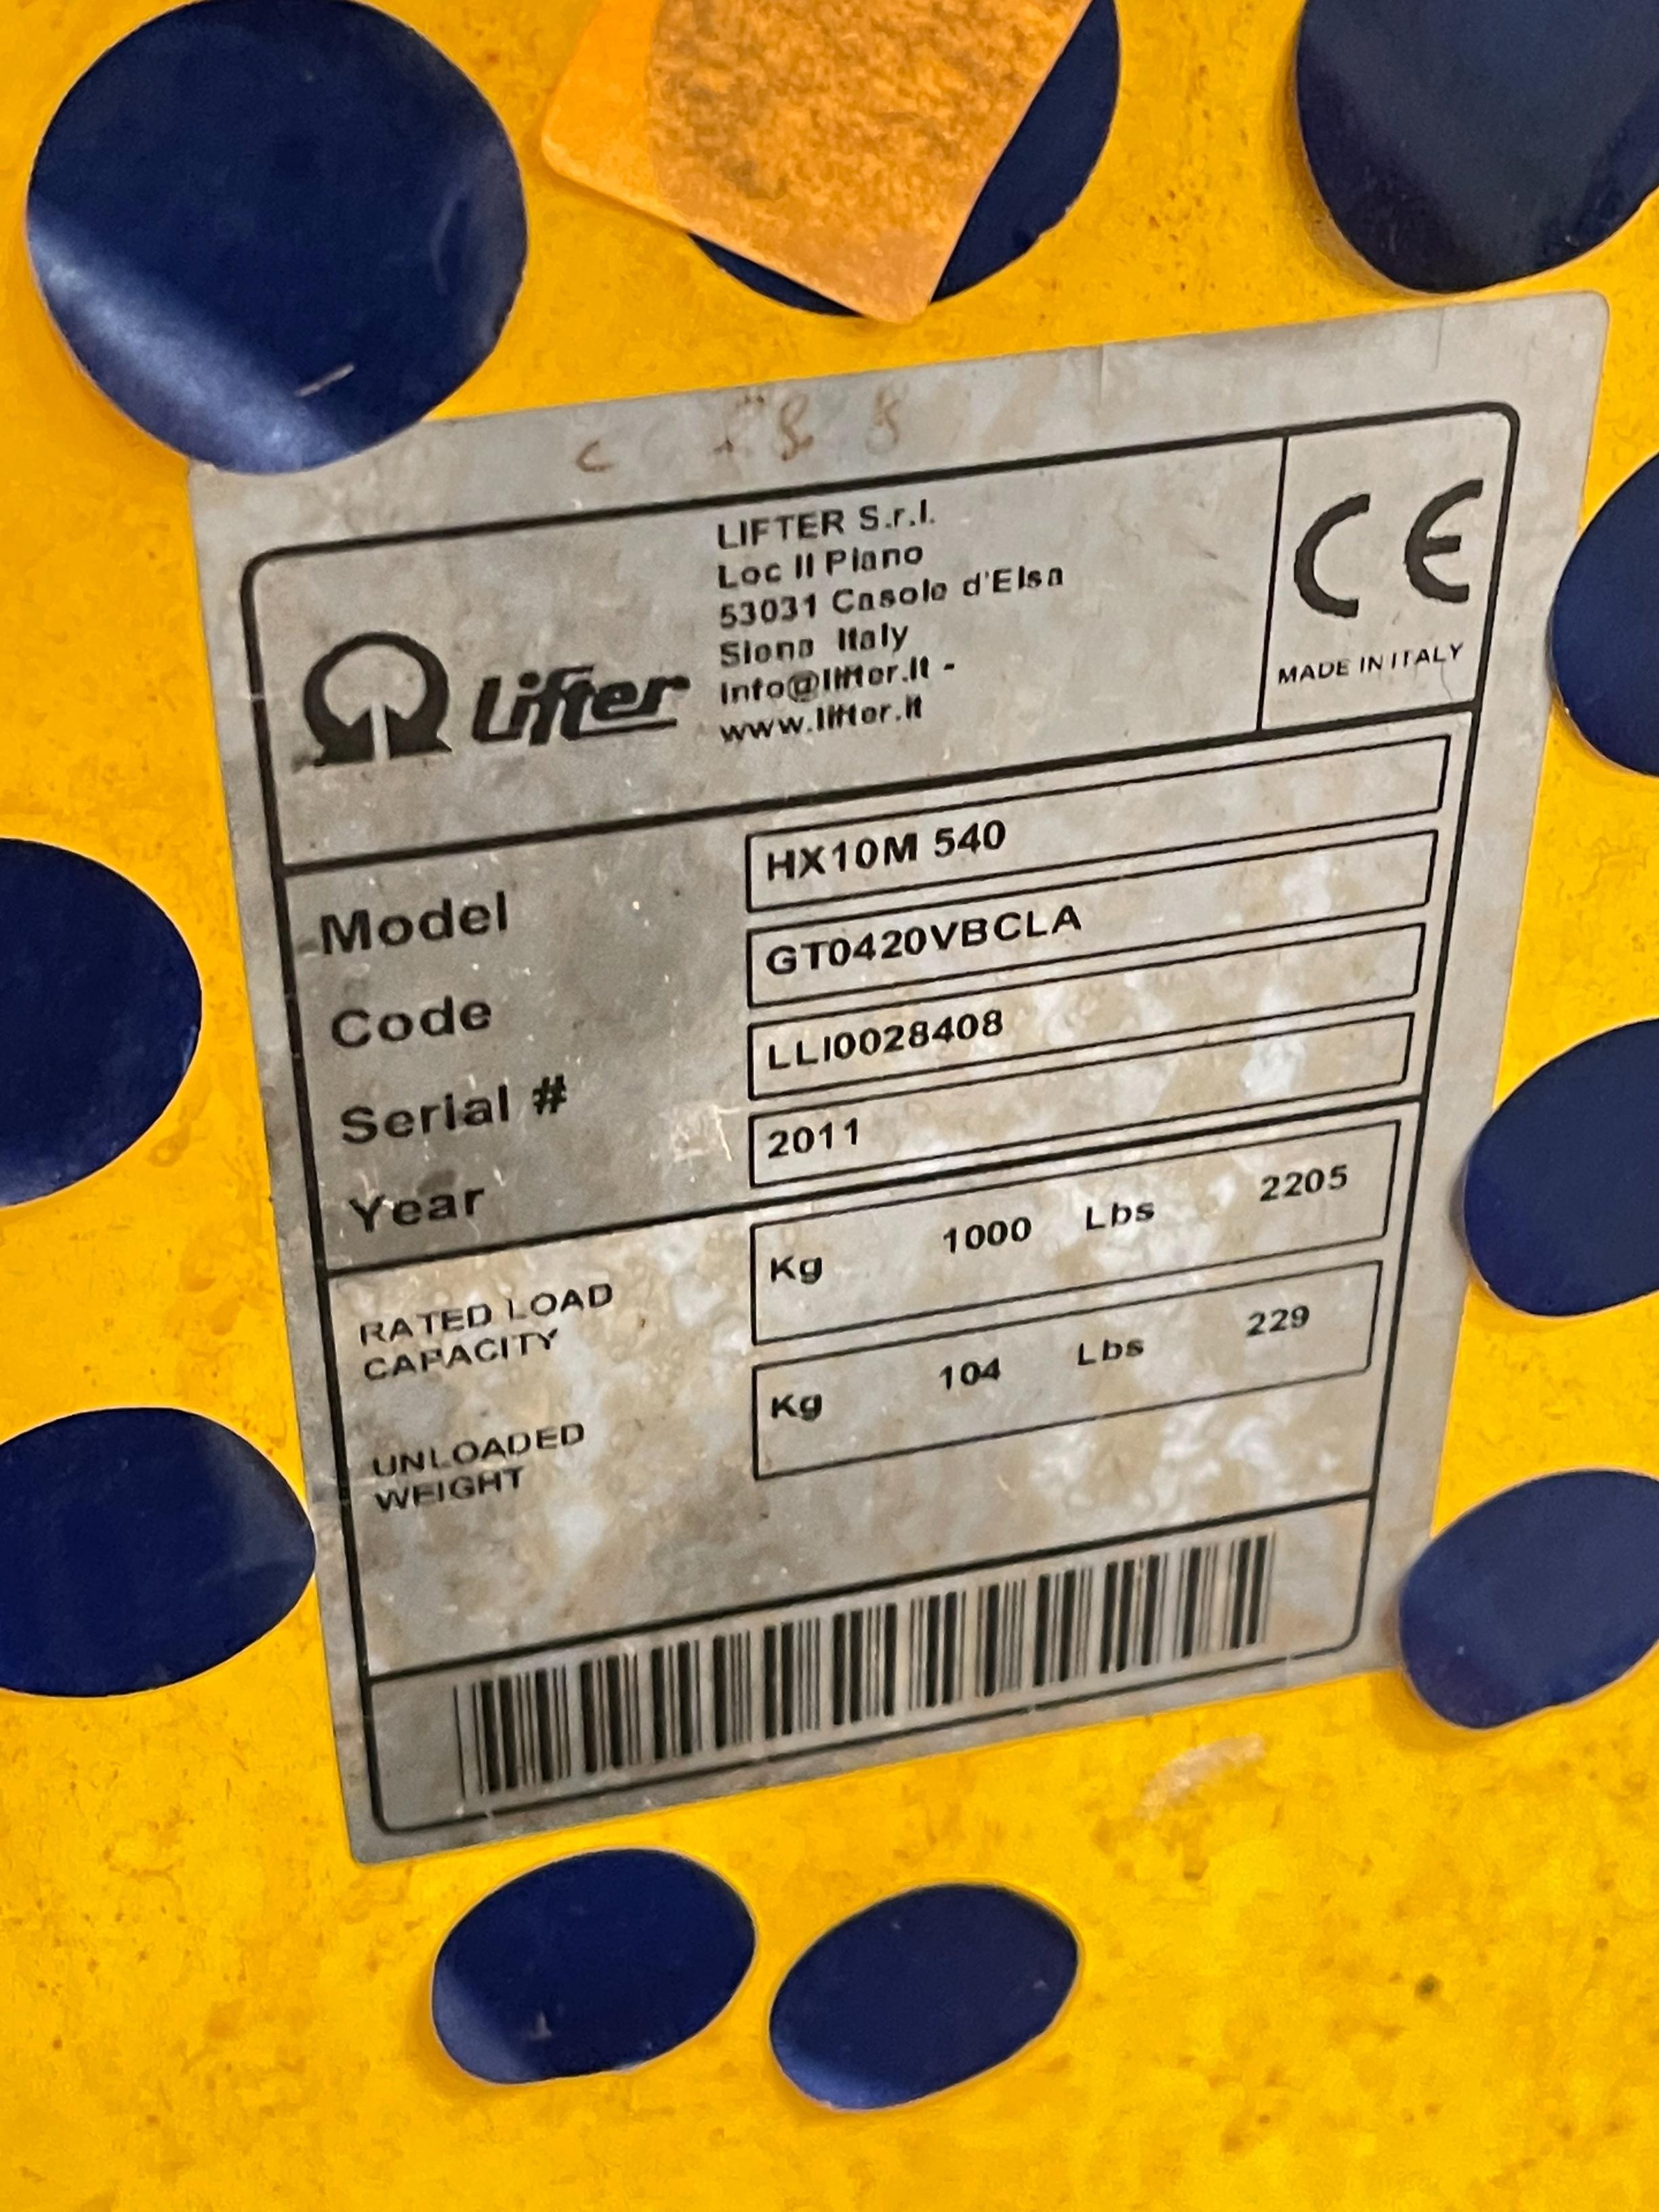 LIFTER S.r.l.
Loc Il Piano
53031 Casole d'Elsa
Siena Italy
info@lifter.it -
www.lifter.it
Lifter
CE
MADE IN ITALY
Model HX10M 540
Code GT0420VBCLA
Serial # LLI0028408
Year 2011
RATED LOAD
CAPACITY
Kg 1000 Lbs 2205
UNLOADED
WEIGHT
Kg 104 Lbs 229